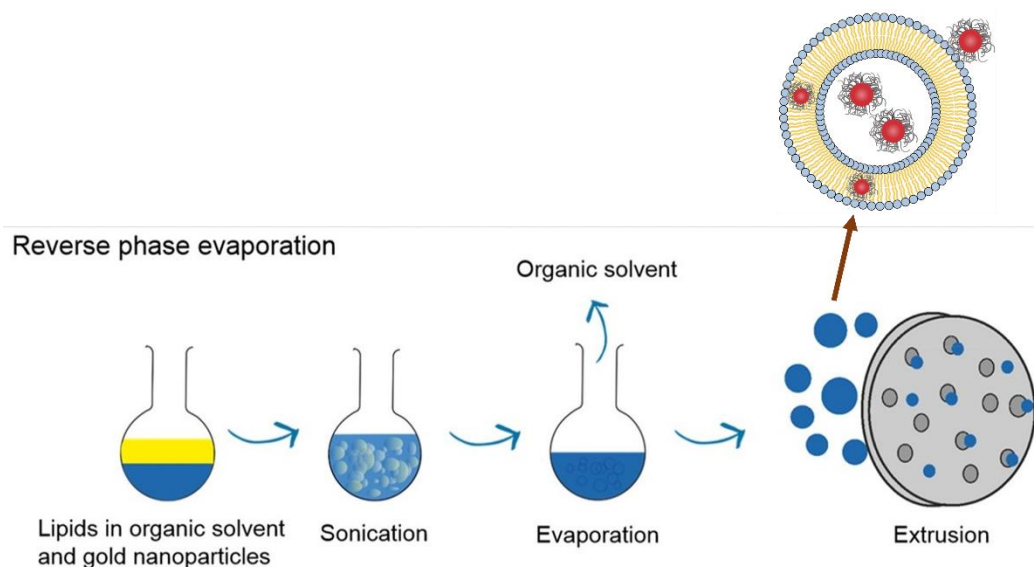 Reverse phase evaporation
Organic solvent
Lipids in organic solvent
and gold nanoparticles
Sonication
Evaporation
Extrusion